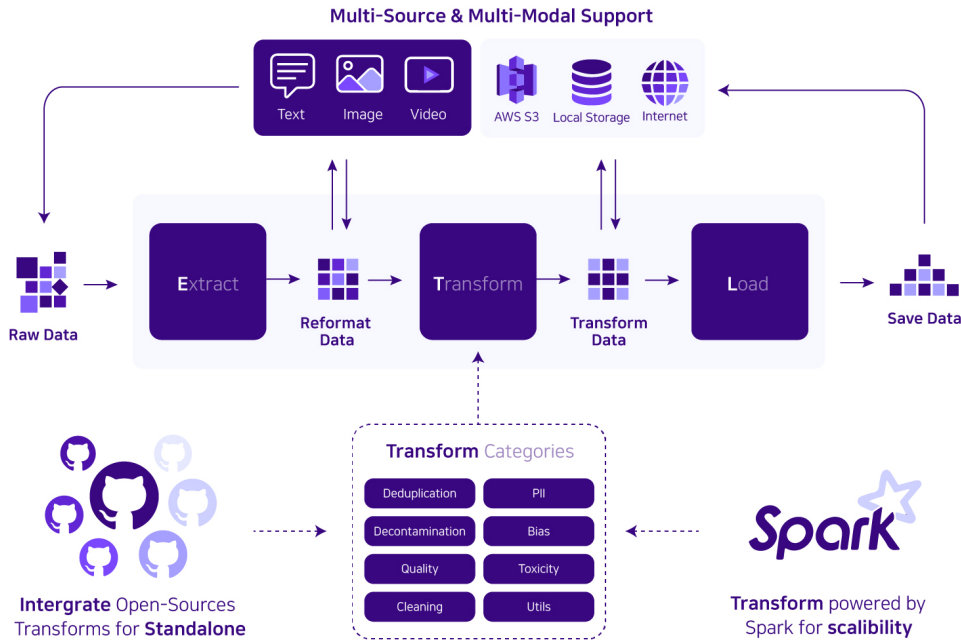 Multi-Source & Multi-Modal Support
Text
Image
Video
AWS S3
Local Storage
Internet
Raw Data
Extract
Reformat
Data
Transform
Transform
Data
Load
Save Data
Transform Categories
Deduplication
PII
Decontamination
Bias
Quality
Toxicity
Cleaning
Utils
Intergrate Open-Sources
Transforms for Standalone
Spark
Transform powered by
Spark for scalibility